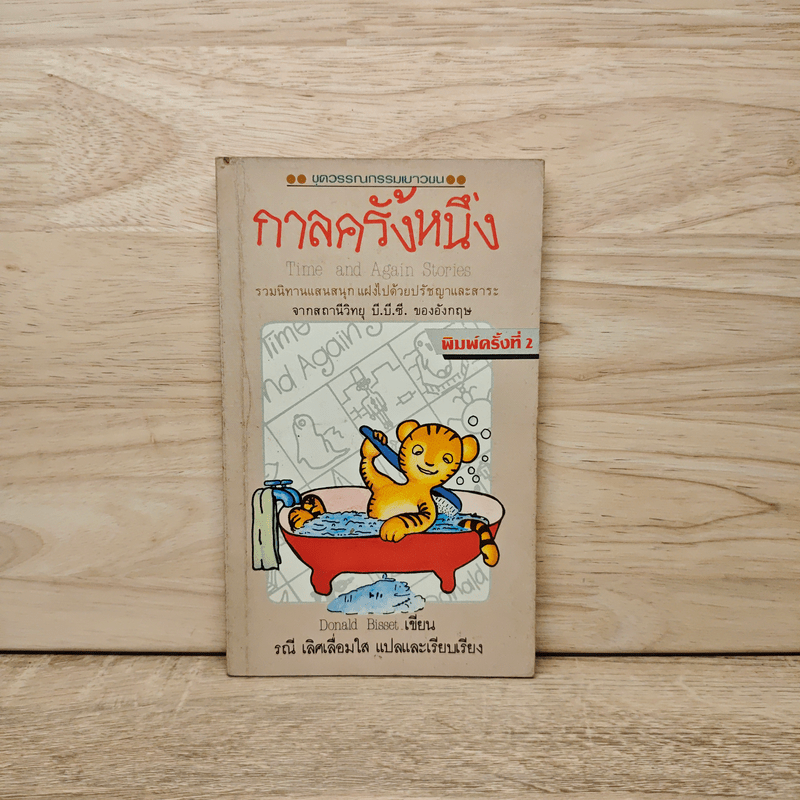 ชุดวรรณกรรมเยาวชน
กาลครั้งหนึ่ง
Time and Again Stories
รวมนิทานแสนสนุก แฝงไปด้วยปรัชญาและสาระ
จากสถานีวิทยุ บี.บี.ซี. ของอังกฤษ
พิมพ์ครั้งที่ 2
Time
nd Again
onald
Donald Bisset เขียน
รณี เลิศเลื่อมใส แปลและเรียบเรียง